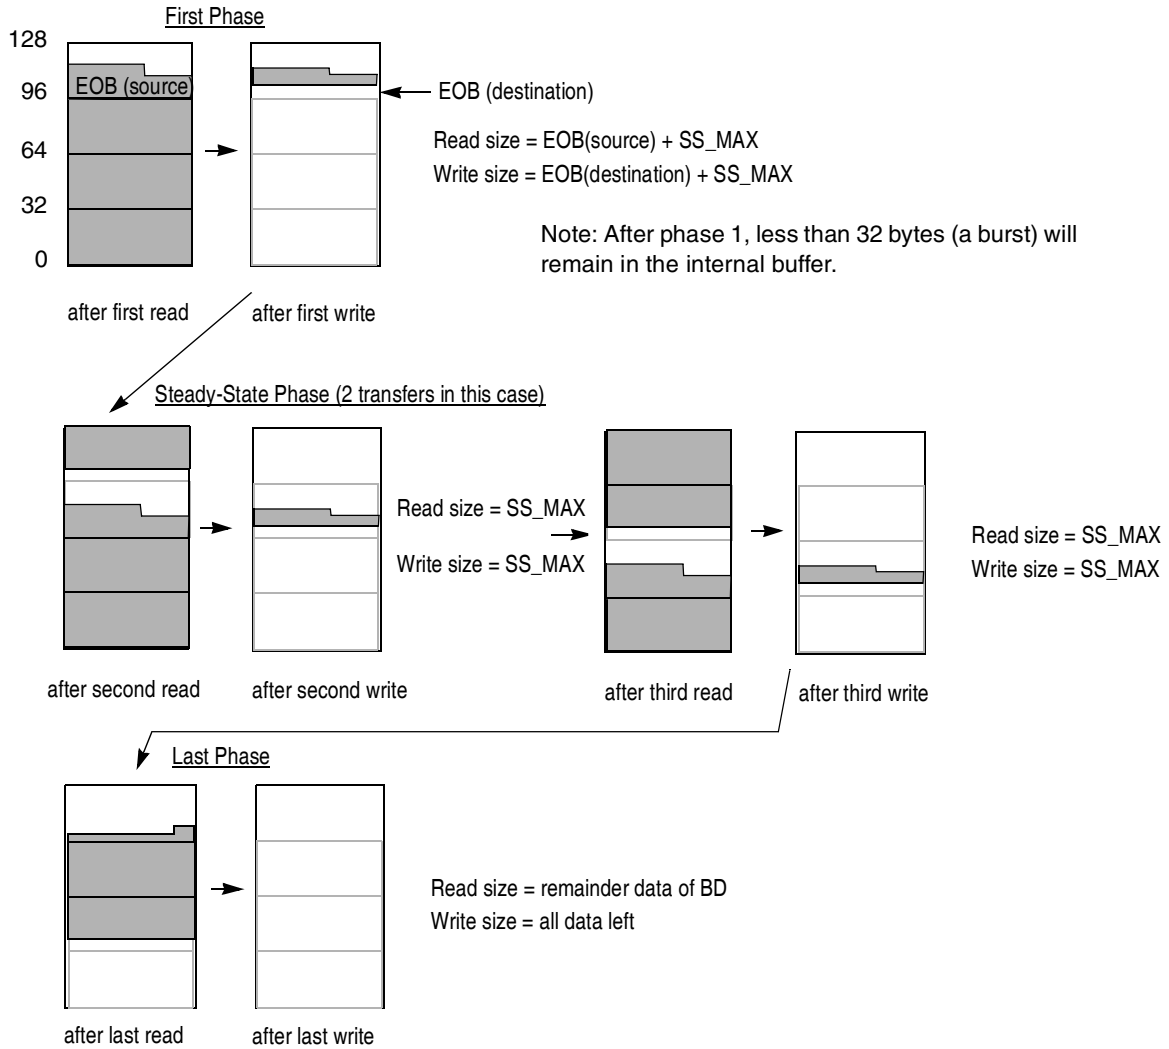 First Phase
128
EOB (source)
96
EOB (destination)
Read size = EOB(source) + SS_MAX
64
Write size = EOB(destination) + SS_MAX
32
Note: After phase 1, less than 32 bytes (a burst) will
remain in the internal buffer.
0
after first read
after first write
Steady-State Phase (2 transfers in this case)
Read size = SS_MAX
Write size = SS_MAX
Read size = SS_MAX
Write size = SS_MAX
after second read
after second write
after third read
after third write
Last Phase
Read size = remainder data of BD
Write size = all data left
after last read
after last write